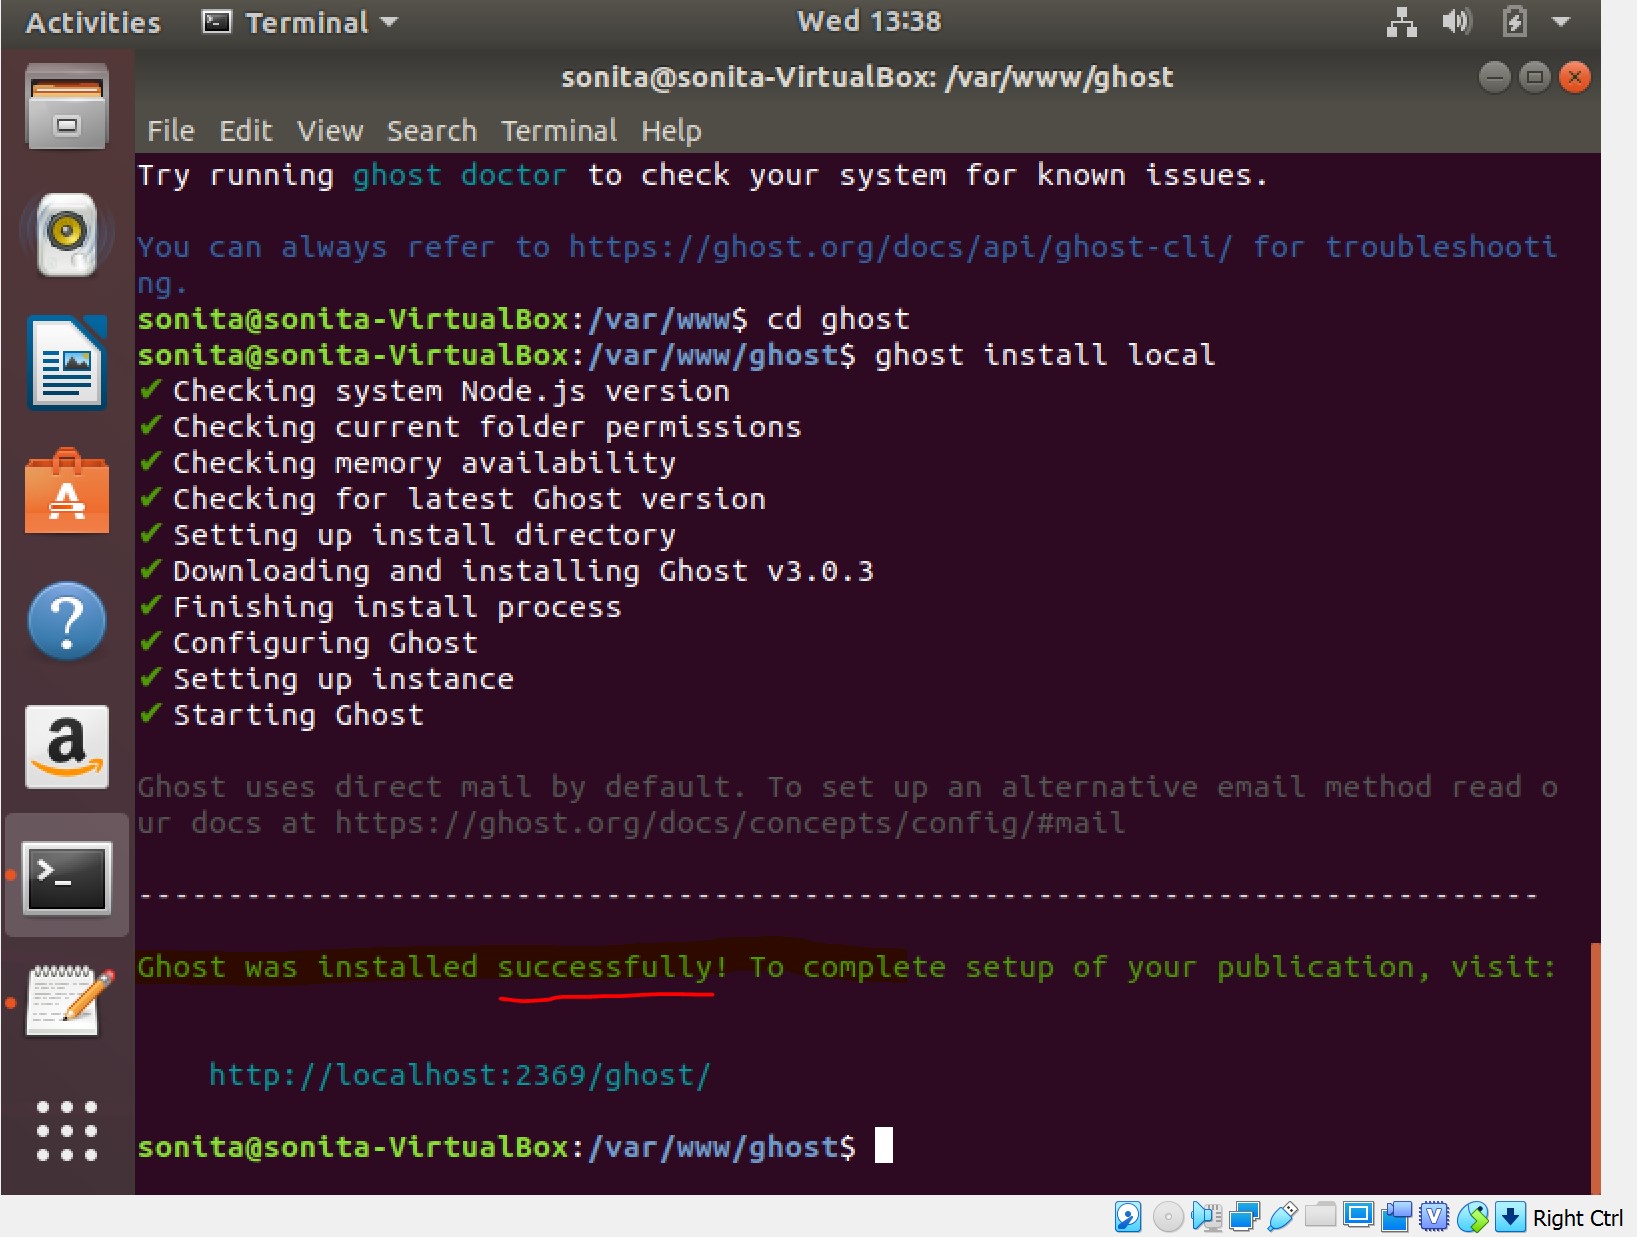 Activities Terminal Wed 13:38
sonita@sonita-VirtualBox: /var/www/ghost
File Edit View Search Terminal Help
Try running ghost doctor to check your system for known issues.
You can always refer to https://ghost.org/docs/api/ghost-cli/ for troubleshooti
ng.
sonita@sonita-VirtualBox:/var/www$ cd ghost
sonita@sonita-VirtualBox:/var/www/ghost$ ghost install local
✔ Checking system Node.js version
✔ Checking current folder permissions
✔ Checking memory availability
✔ Checking for latest Ghost version
✔ Setting up install directory
✔ Downloading and installing Ghost v3.0.3
✔ Finishing install process
✔ Configuring Ghost
✔ Setting up instance
✔ Starting Ghost
Ghost uses direct mail by default. To set up an alternative email method read o
ur docs at https://ghost.org/docs/concepts/config/#mail
------------------------------------------------------------------------------
Ghost was installed successfully! To complete setup of your publication, visit:
http://localhost:2369/ghost/
sonita@sonita-VirtualBox:/var/www/ghost$
Right Ctrl